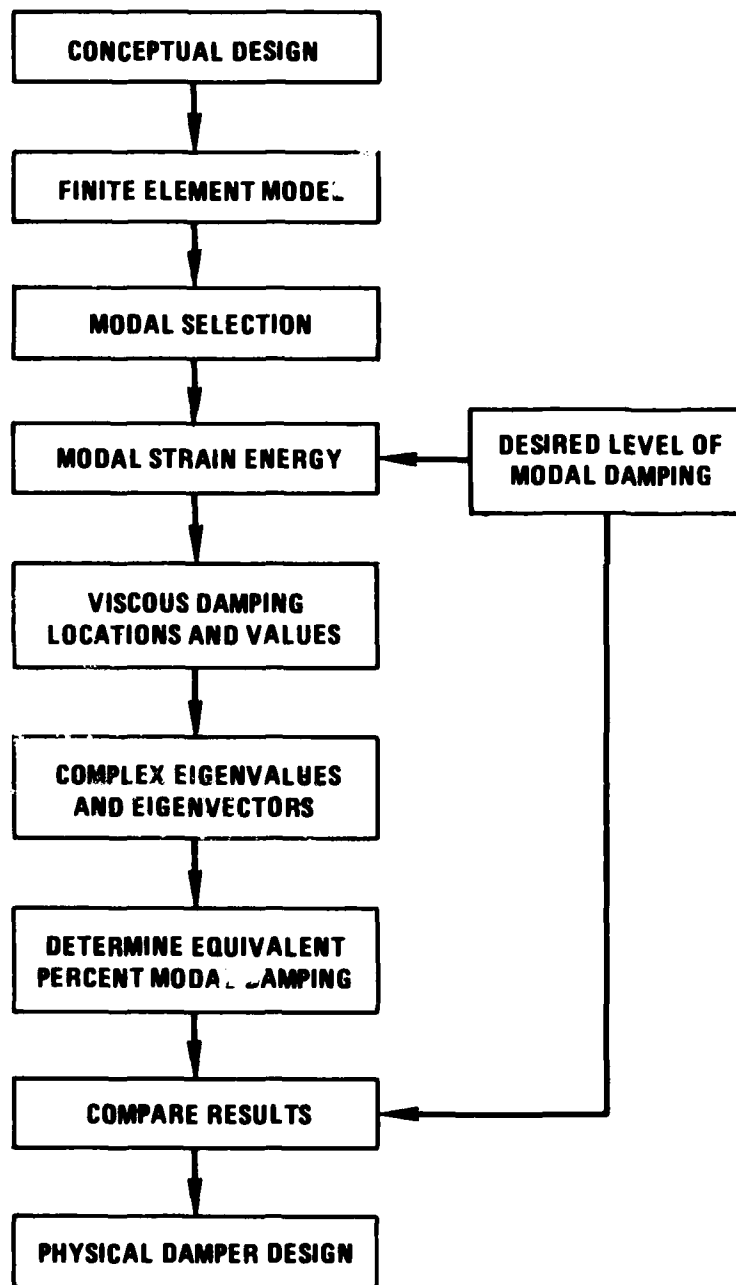 CONCEPTUAL DESIGN
FINITE ELEMENT MODEL
MODAL SELECTION
MODAL STRAIN ENERGY
DESIRED LEVEL OF
MODAL DAMPING
VISCOUS DAMPING
LOCATIONS AND VALUES
COMPLEX EIGENVALUES
AND EIGENVECTORS
DETERMINE EQUIVALENT
PERCENT MODAL DAMPING
COMPARE RESULTS
PHYSICAL DAMPER DESIGN